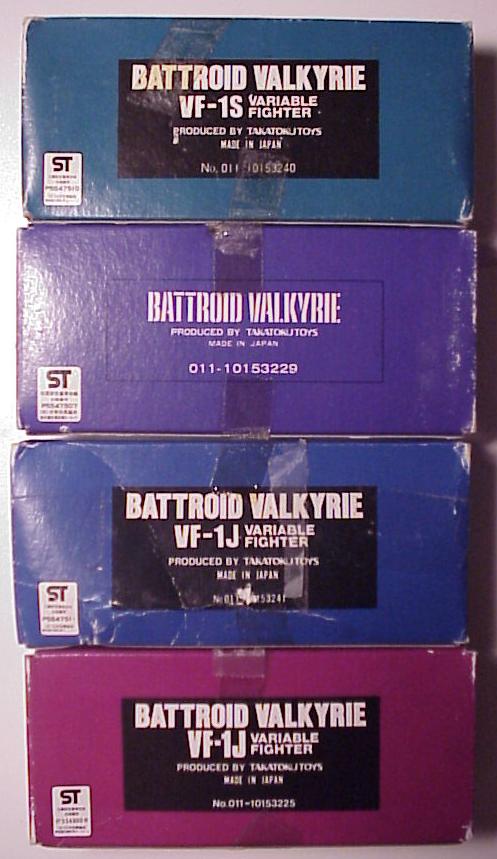 BATTROID VALKYRIE
VF-1S VARIABLE FIGHTER
PRODUCED BY TAKATOKUTOYS
MADE IN JAPAN
No. 011-10153240
ST
BATTROID VALKYRIE
PRODUCED BY TAKATOKUTOYS
MADE IN JAPAN
011-10153229
ST
BATTROID VALKYRIE
VF-1J VARIABLE FIGHTER
PRODUCED BY TAKATOKUTOYS
MADE IN JAPAN
ST
BATTROID VALKYRIE
VF-1J VARIABLE FIGHTER
PRODUCED BY TAKATOKUTOYS
MADE IN JAPAN
No.011-10153225
ST